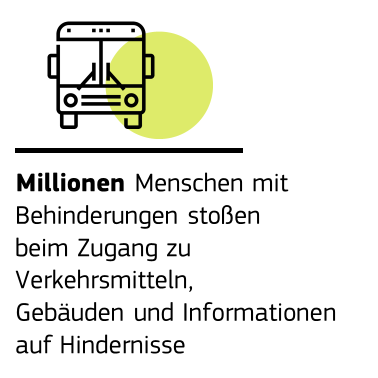 Millionen Menschen mit
Behinderungen stoßen
beim Zugang zu
Verkehrsmitteln,
Gebäuden und Informationen
auf Hindernisse